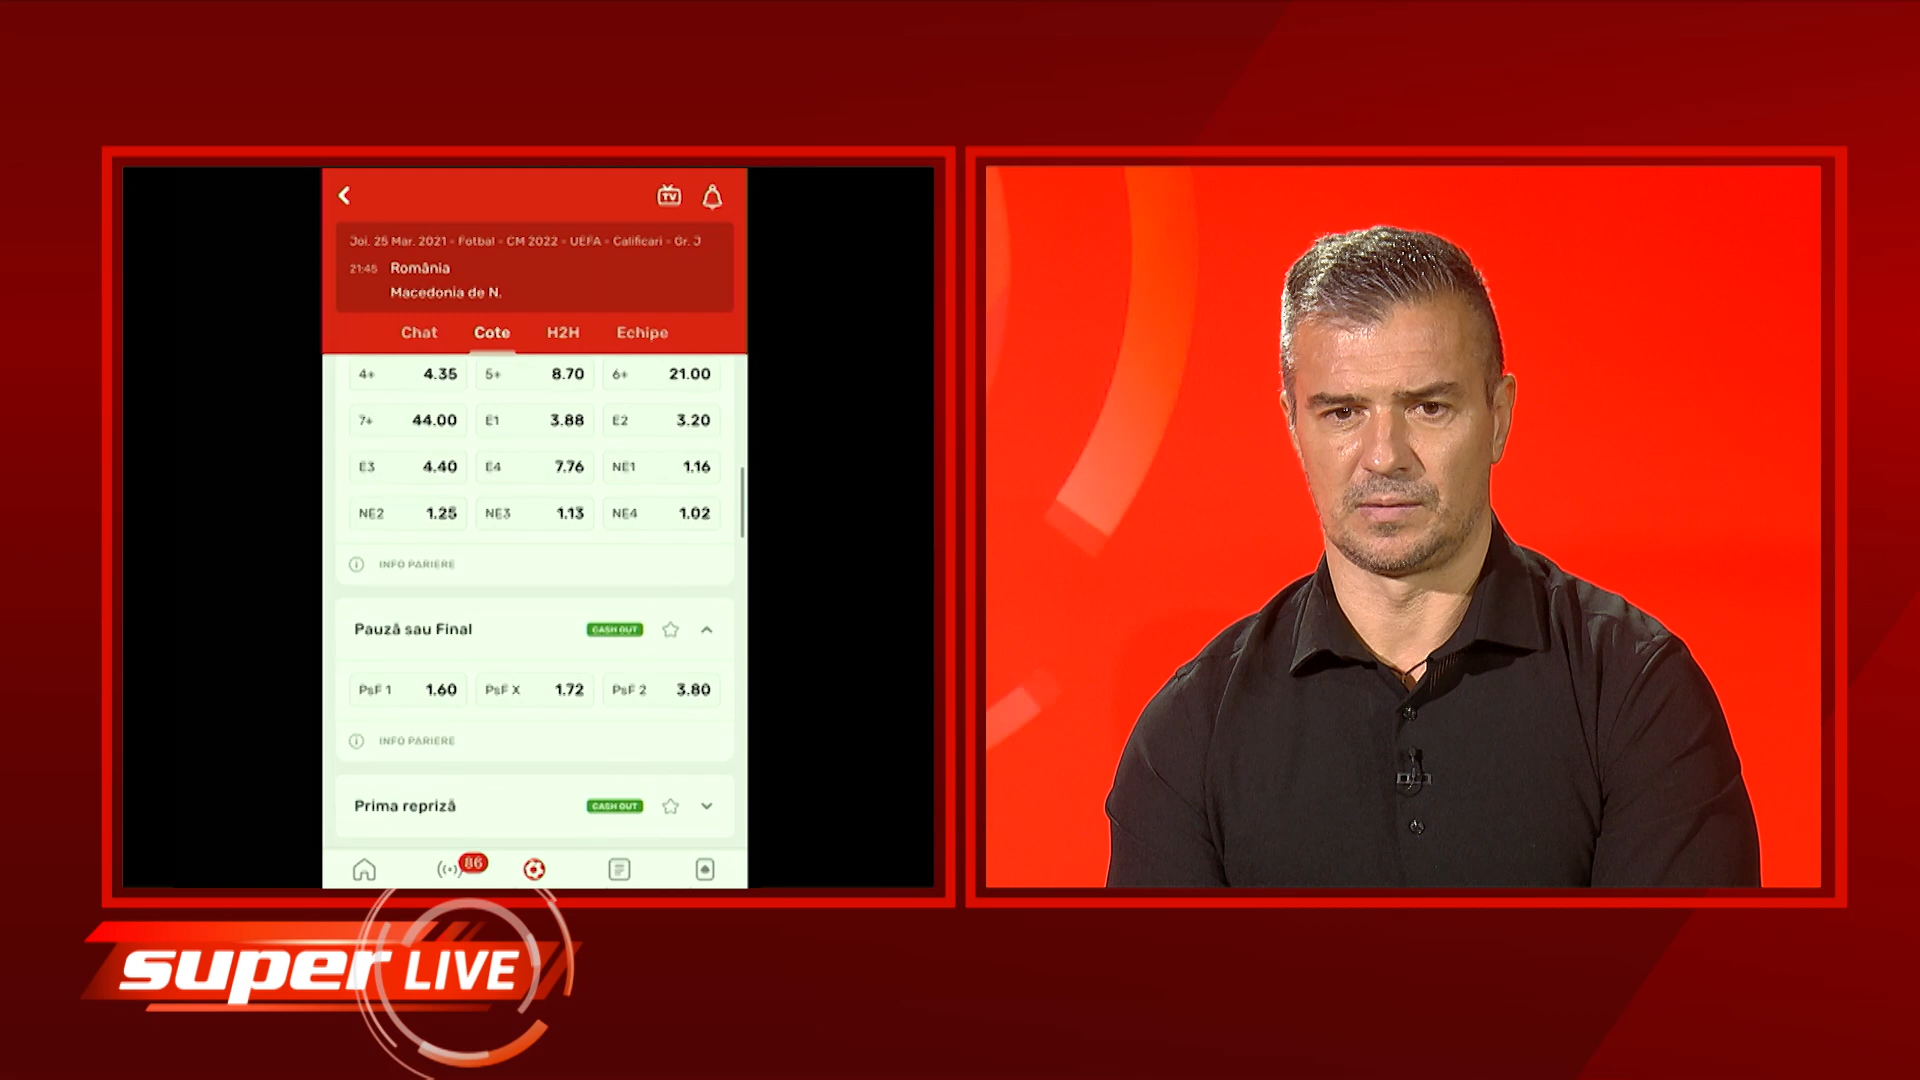 TV
Joi. 25 Mar. 2021 - Fotbal - CM 2022 - UEFA - Calificari - Gr. J
21:45 România
Macedonia de N.
Chat Cote H2H Echipe
4+ 4.35 5+ 8.70 6+ 21.00
7+ 44.00 E1 3.88 E2 3.20
E3 4.40 E4 7.76 NE1 1.16
NE2 1.25 NE3 1.13 NE4 1.02
INFO PARIERE
Pauză sau Final CASH OUT
PsF 1 1.60 PsF X 1.72 PsF 2 3.80
INFO PARIERE
Prima repriză CASH OUT
86
super LIVE